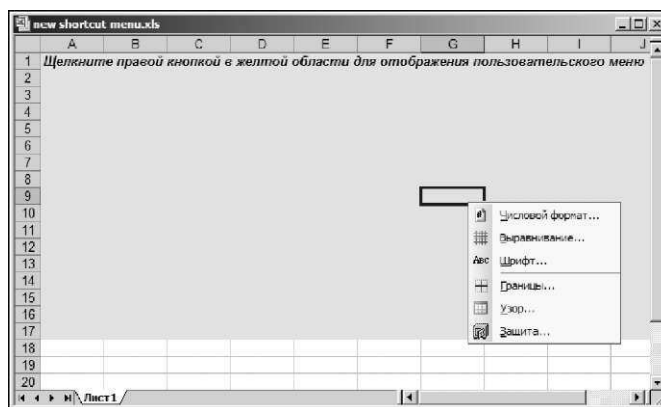 new shortcut menu.xls
A B C D E F G H I J
1 Щелкните правой кнопкой в желтой области для отображения пользовательского меню
2
3
4
5
6
7
8
9
10 Числовой формат...
11 Выравнивание...
12
13 Abc Шрифт...
14 Границы...
15 Узор...
16
17 Защита...
18
19
20
Лист1